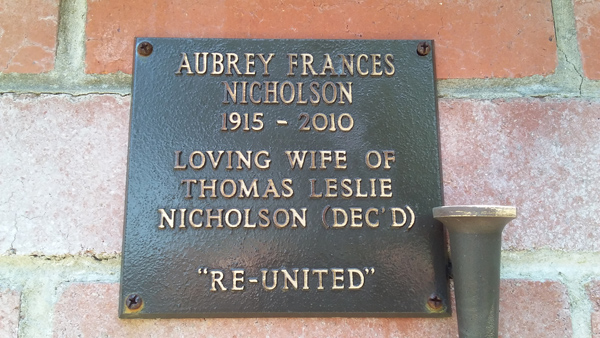 AUBREY FRANCES
NICHOLSON
1915 - 2010
LOVING WIFE OF
THOMAS LESLIE
NICHOLSON (DEC'D)
"RE-UNITED"